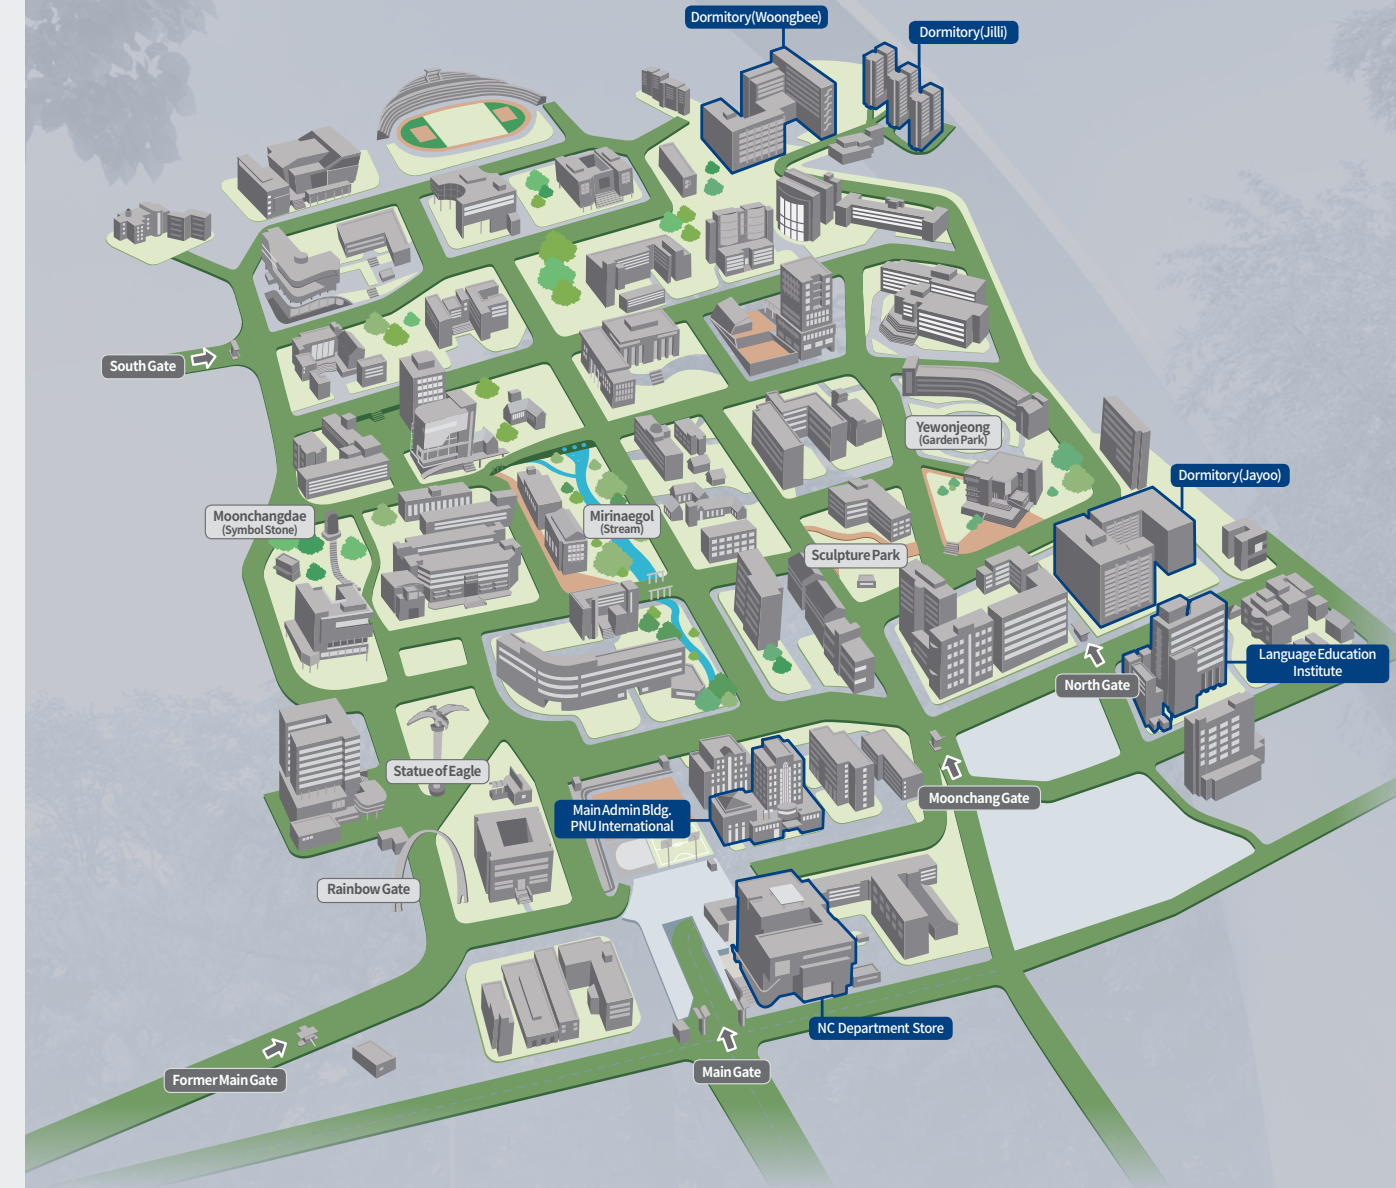 Dormitory(Woongbee)
Dormitory(Jilli)
South Gate
Yewonjeong
(Garden Park)
Dormitory(Jayoo)
Moonchangdae
(Symbol Stone)
Mirinaegol
(Stream)
Sculpture Park
Language Education
Institute
North Gate
Statue of Eagle
Moonchang Gate
Main Admin Bldg.
PNU International
Rainbow Gate
NC Department Store
Main Gate
Former Main Gate